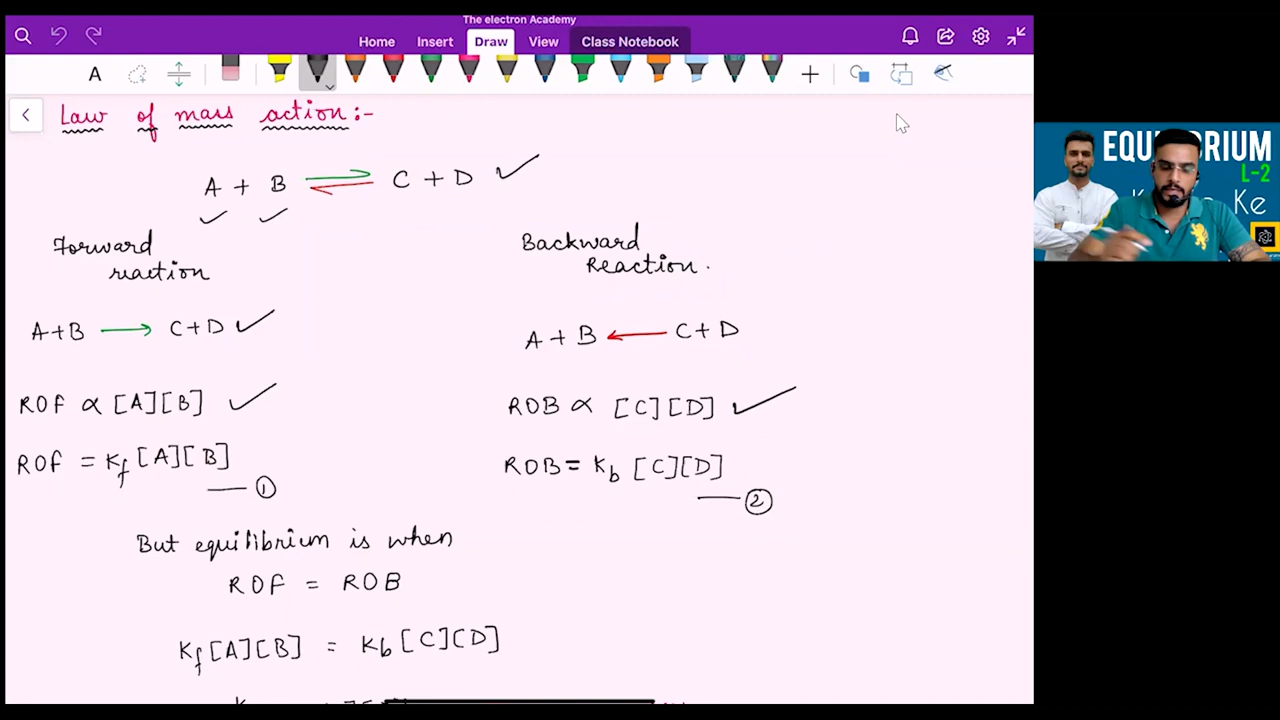 The electron Academy
Home Insert Draw View Class Notebook
A
Law of mass action:-
A + B ⇌ C + D ✓
✓ ✓
Forward reaction
Backward Reaction.
A+B ⟶ C+D ✓
A + B ⟵ C+D
ROF ∝ [A][B] ✓
ROB ∝ [C][D] ✓
ROF = Kf [A][B]
—— ①
ROB = Kb [C][D]
—— ②
But equilibrium is when
ROF = ROB
Kf[A][B] = Kb[C][D]
L-2
Ke